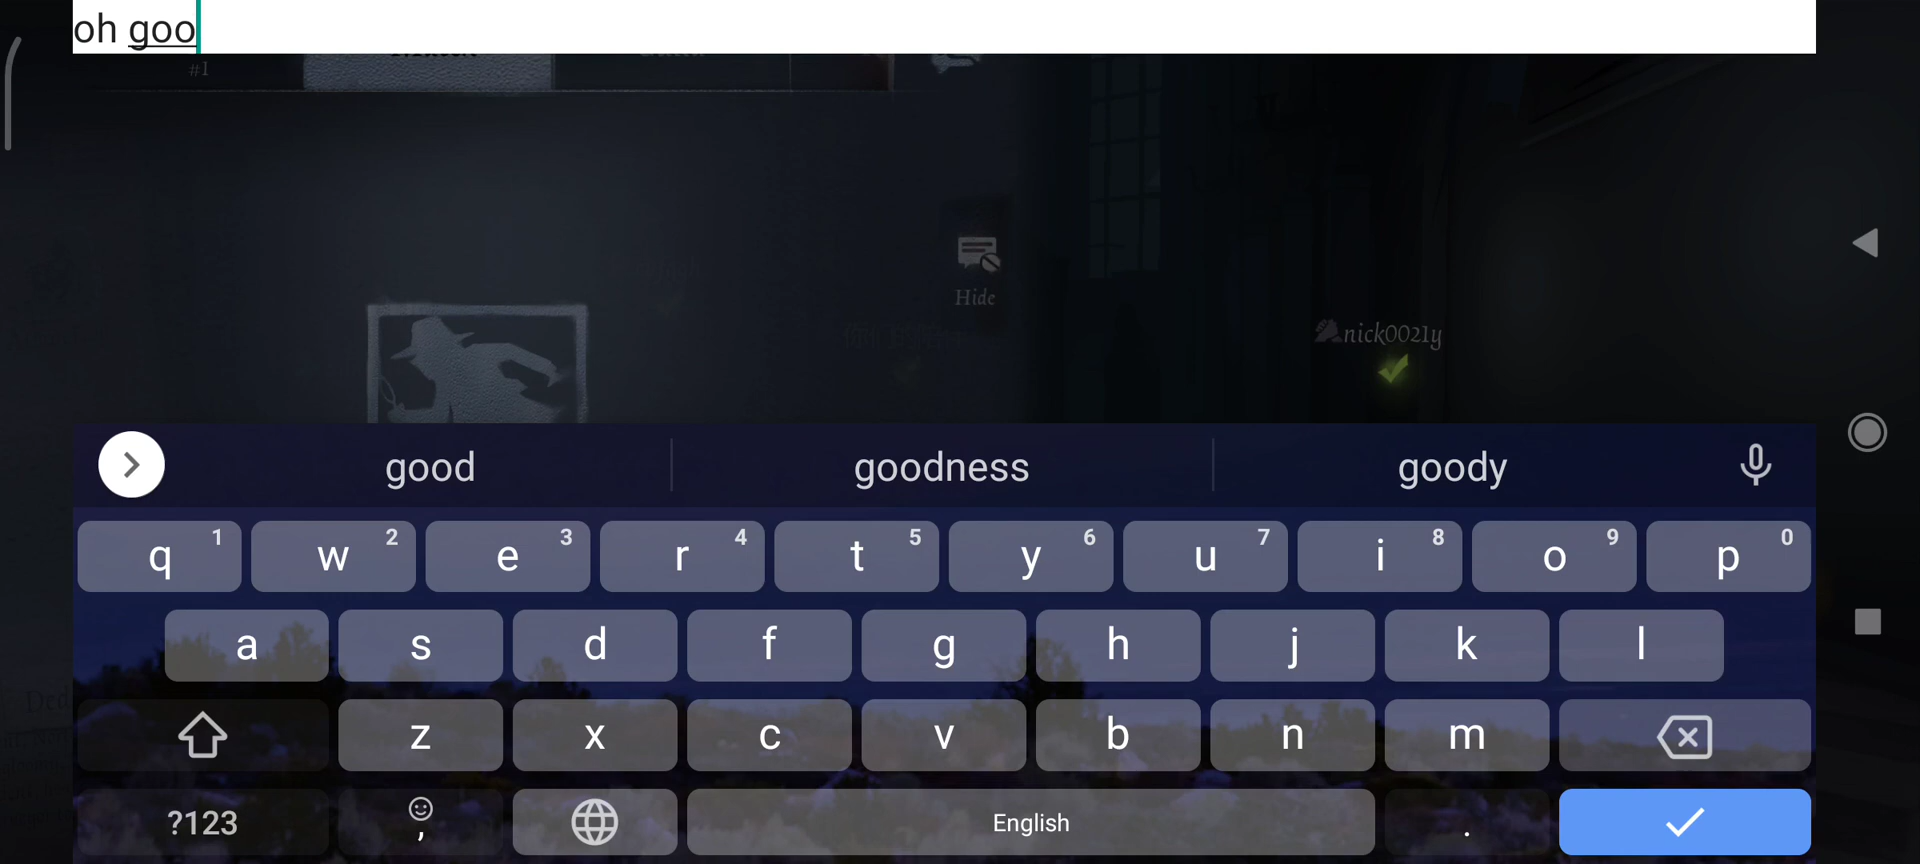 oh goo
#1
Hide
nick0021y
good goodness goody
q 1 w 2 e 3 r 4 t 5 y 6 u 7 i 8 o 9 p 0
a s d f g h j k l
z x c v b n m
Ded
?123 , English .